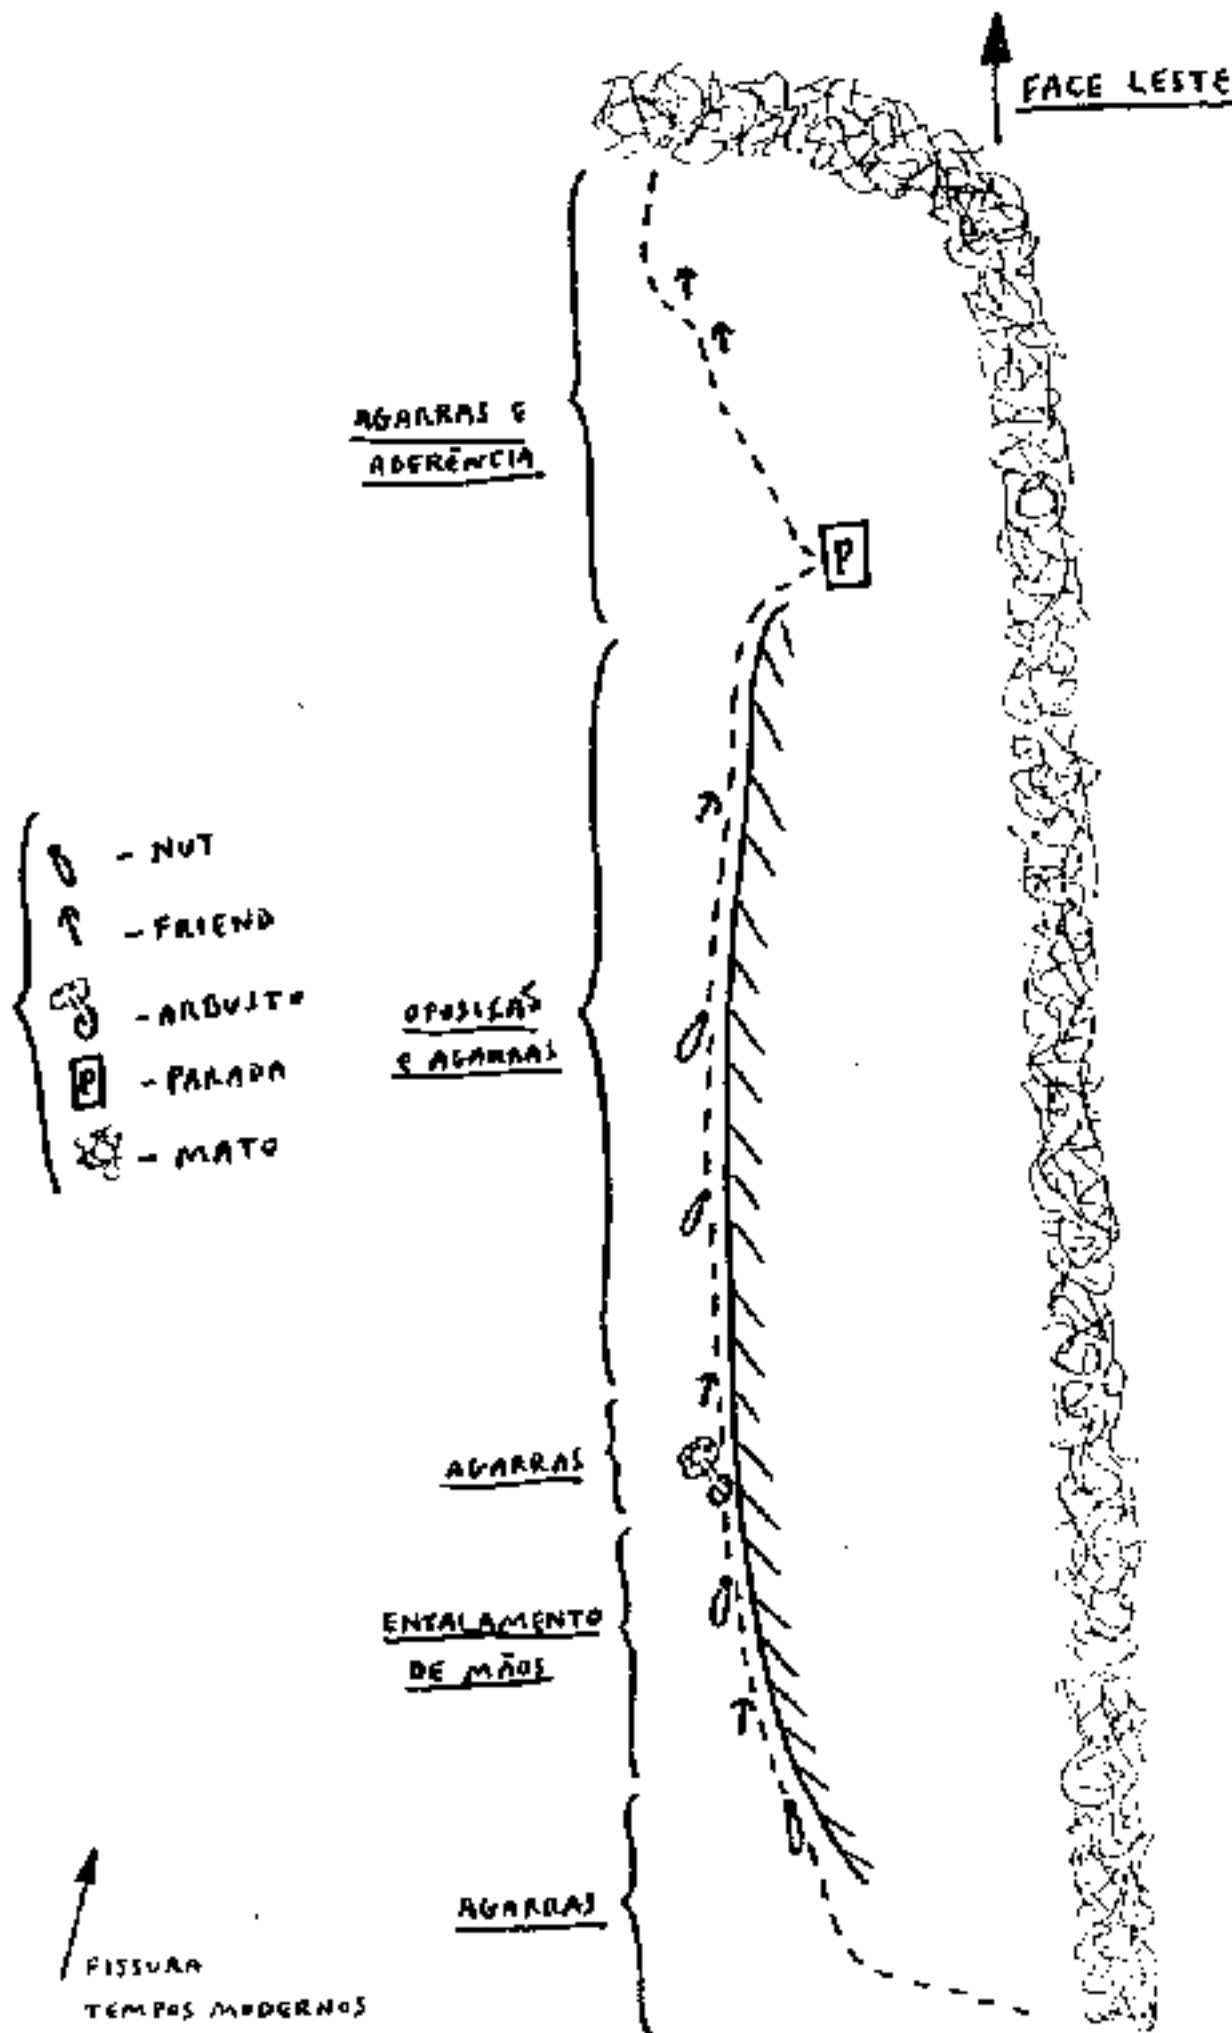 FACE LESTE
AGARRAS E
ADERÊNCIA
P
- NUT
- FRIEND
- ARBUSTO
P - PARADA
- MATO
OPOSIÇÃO
E AGARRAS
AGARRAS
ENTALAMENTO
DE MÃOS
AGARRAS
FISSURA
TEMPOS MODERNOS